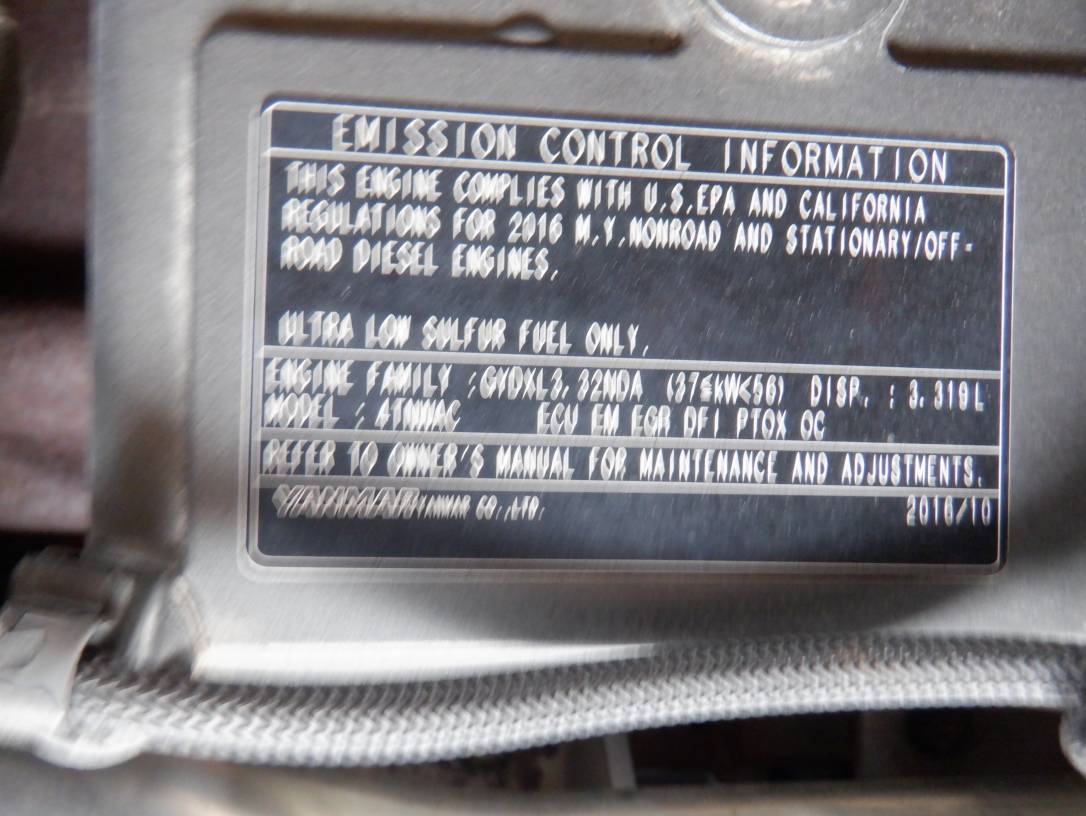 EMISSION CONTROL INFORMATION
THIS ENGINE COMPLIES WITH U.S.EPA AND CALIFORNIA
REGULATIONS FOR 2016 M.Y.NONROAD AND STATIONARY/OFF-
ROAD DIESEL ENGINES.
ULTRA LOW SULFUR FUEL ONLY.
ENGINE FAMILY :GYDXL3.32NDA (37≦kW<56) DISP. : 3.319L
MODEL : ECU EM EGR DFI PTOX OC
REFER TO OWNER'S MANUAL FOR MAINTENANCE AND ADJUSTMENTS.
YANMAR YANMAR CO.,LTD. 2016/10